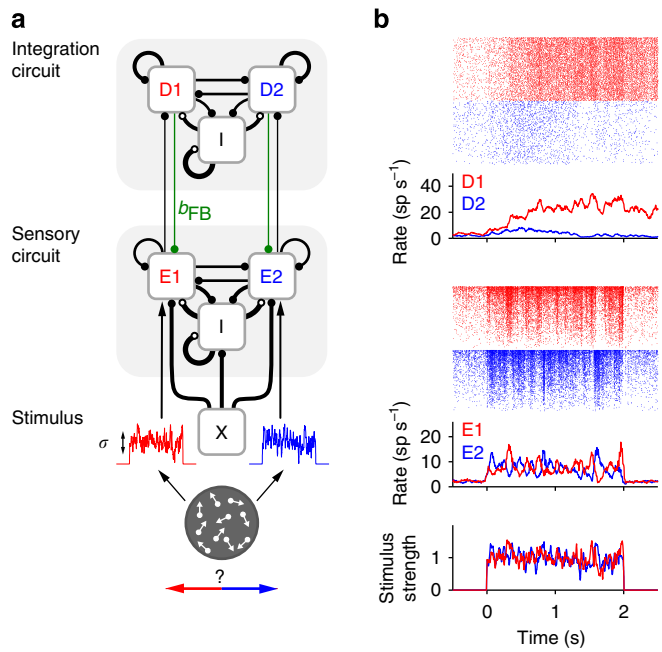 a
Integration
circuit
D1
D2
I
bFB
Sensory
circuit
E1
E2
I
Stimulus
X
σ
?
b
D1
D2
Rate (sp s⁻¹)
40
20
0
E1
E2
Rate (sp s⁻¹)
20
10
0
Stimulus
strength
1
0
0
1
2
Time (s)